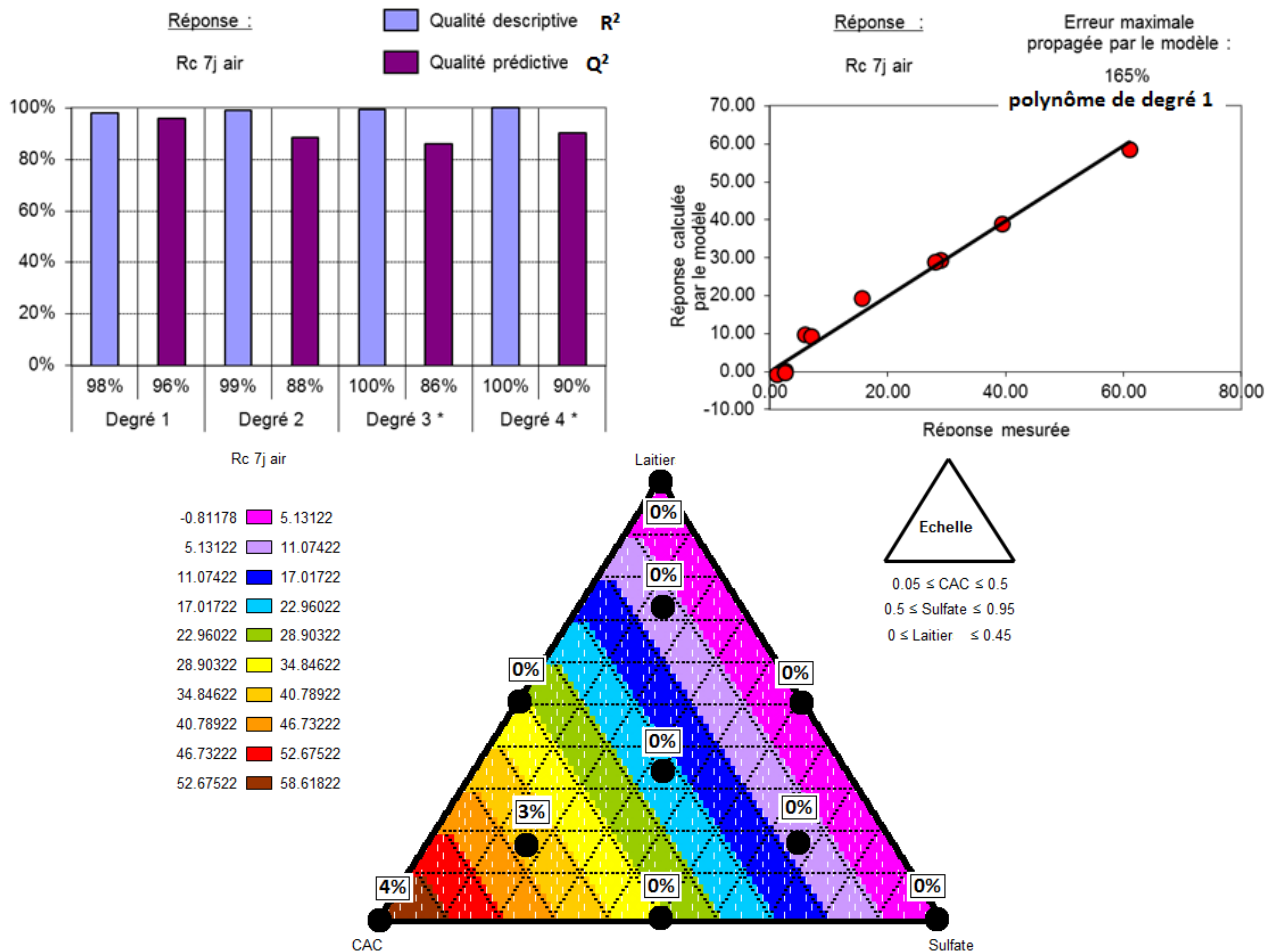 Réponse :
Rc 7j air
Qualité descriptive R²
Qualité prédictive Q²
100%
80%
60%
40%
20%
0%
98% 96% 99% 88% 100% 86% 100% 90%
Degré 1 Degré 2 Degré 3 * Degré 4 *
Réponse :
Rc 7j air
Erreur maximale
propagée par le modèle :
165%
polynôme de degré 1
Réponse calculée
par le modèle
70.00
60.00
50.00
40.00
30.00
20.00
10.00
0.00
-10.00
0.00 20.00 40.00 60.00 80.00
Réponse mesurée
Rc 7j air
-0.81178 5.13122
5.13122 11.07422
11.07422 17.01722
17.01722 22.96022
22.96022 28.90322
28.90322 34.84622
34.84622 40.78922
40.78922 46.73222
46.73222 52.67522
52.67522 58.61822
Laitier
0%
0%
0% 0%
0%
3% 0%
4% 0% 0%
CAC Sulfate
Echelle
0.05 ≤ CAC ≤ 0.5
0.5 ≤ Sulfate ≤ 0.95
0 ≤ Laitier ≤ 0.45